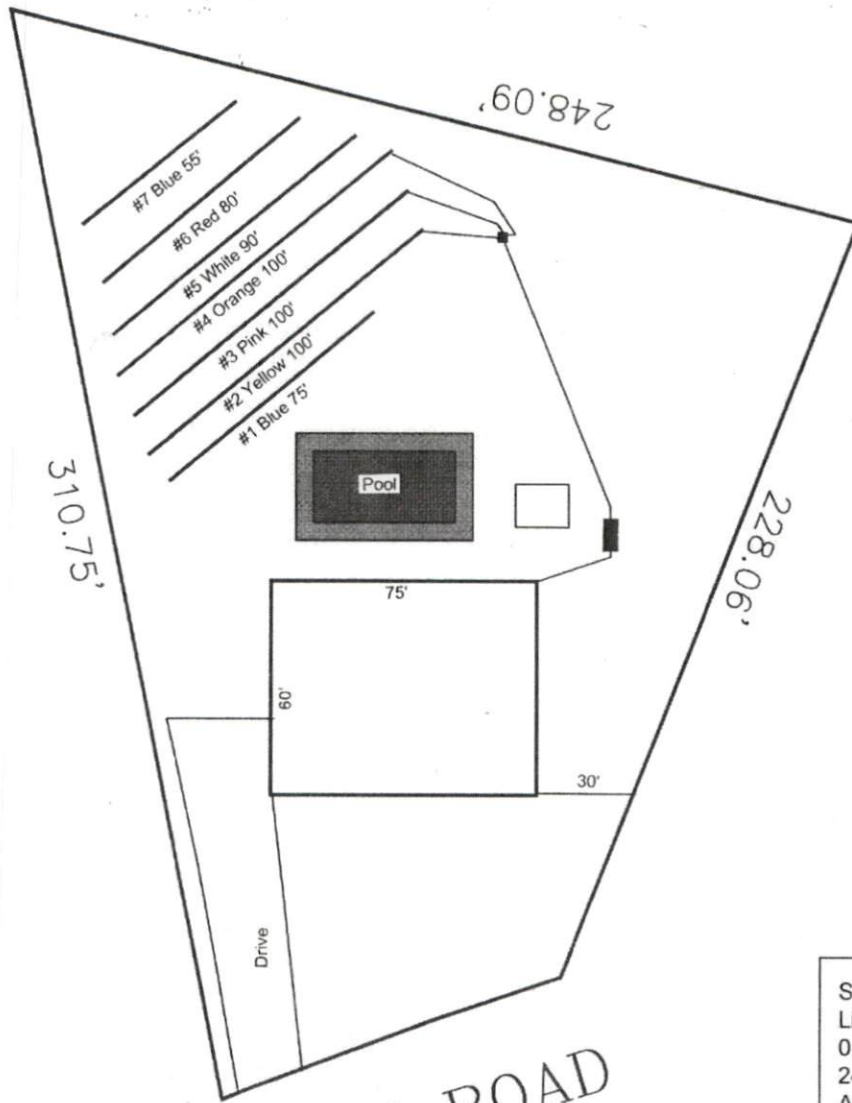 248.09'
#7 Blue 55'
#6 Red 80'
#5 White 90'
#4 Orange 100'
#3 Pink 100'
#2 Yellow 100'
#1 Blue 75'
Pool
310.75'
228.06'
75'
60'
30'
Drive
ROAD